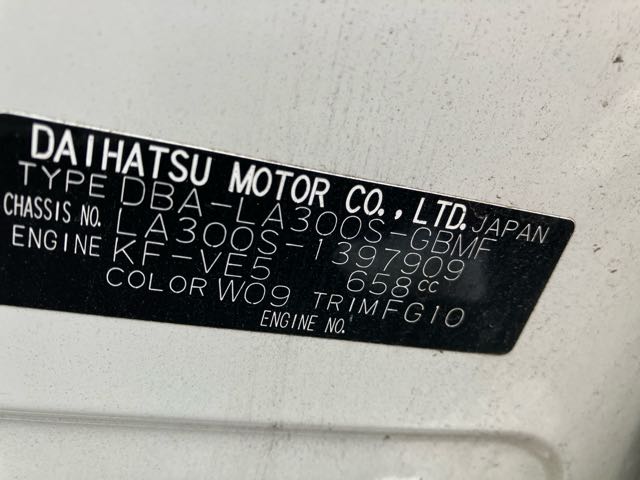 DAIHATSU MOTOR CO., LTD. JAPAN
TYPE DBA-LA300S-GBMF
CHASSIS NO. LA300S-1397909
ENGINE KF-VE5 658cc
COLOR W09 TRIM FG10
ENGINE NO.